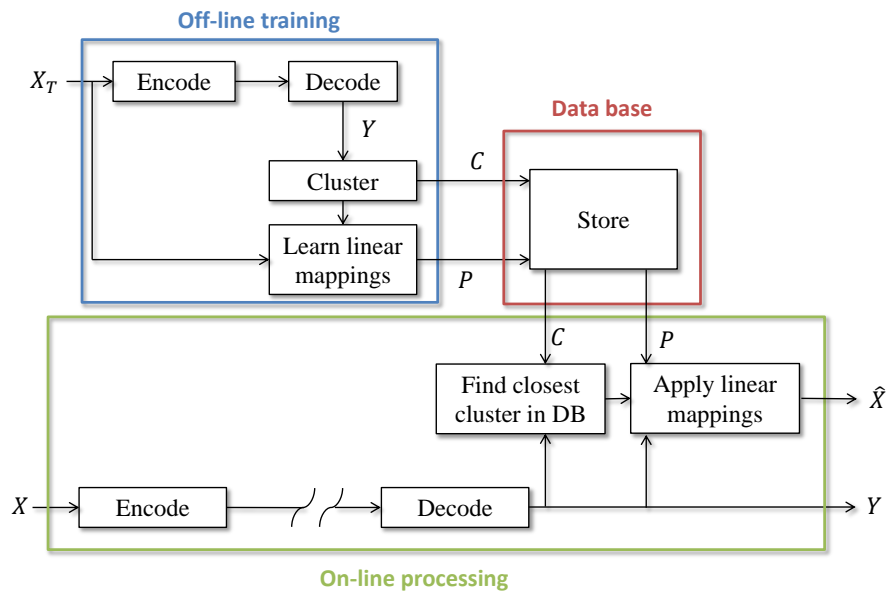 Off-line training
X_T
Encode
Decode
Y
Data base
Cluster
C
Store
Learn linear
mappings
P
C
P
Find closest
cluster in DB
Apply linear
mappings
X̂
X
Encode
Decode
Y
On-line processing